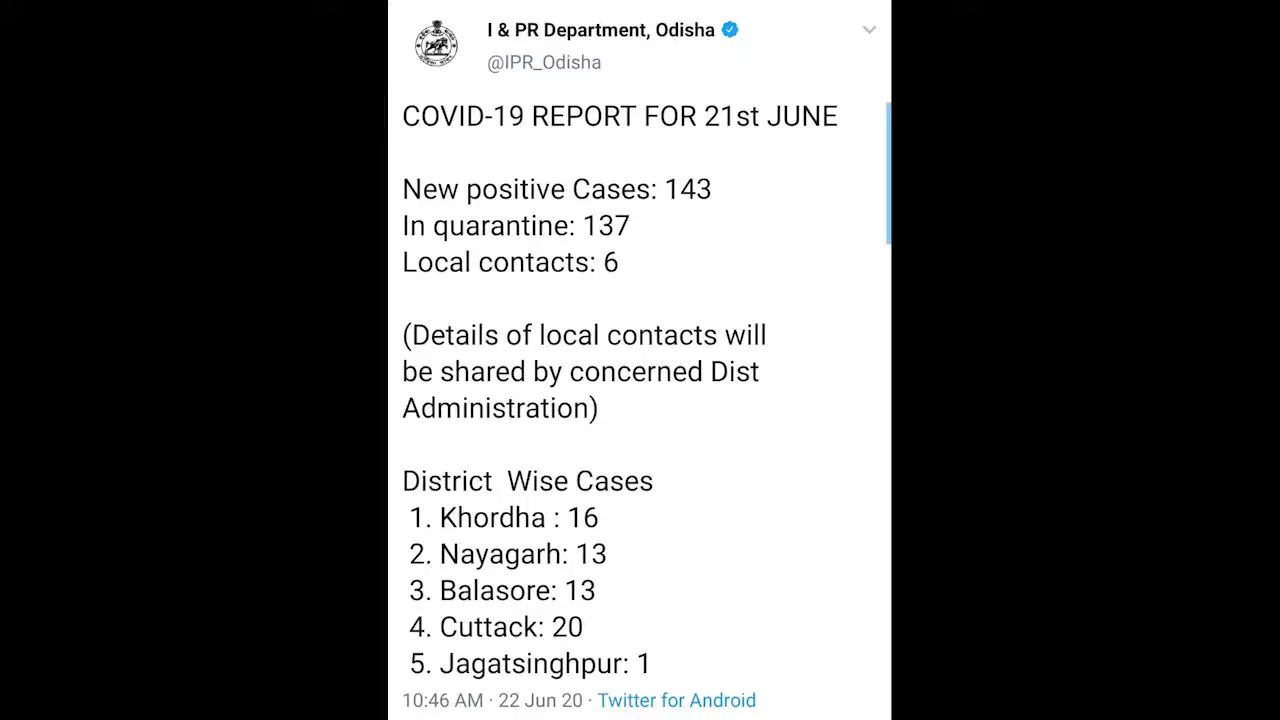 I & PR Department, Odisha
@IPR_Odisha
COVID-19 REPORT FOR 21st JUNE
New positive Cases: 143
In quarantine: 137
Local contacts: 6
(Details of local contacts will
be shared by concerned Dist
Administration)
District  Wise Cases
1. Khordha : 16
2. Nayagarh: 13
3. Balasore: 13
4. Cuttack: 20
5. Jagatsinghpur: 1
10:46 AM · 22 Jun 20 · Twitter for Android